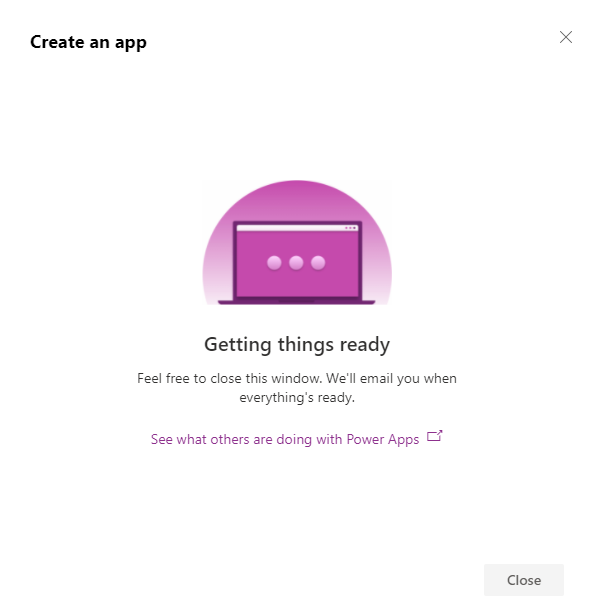 Create an app
Getting things ready
Feel free to close this window. We'll email you when
everything's ready.
See what others are doing with Power Apps
Close